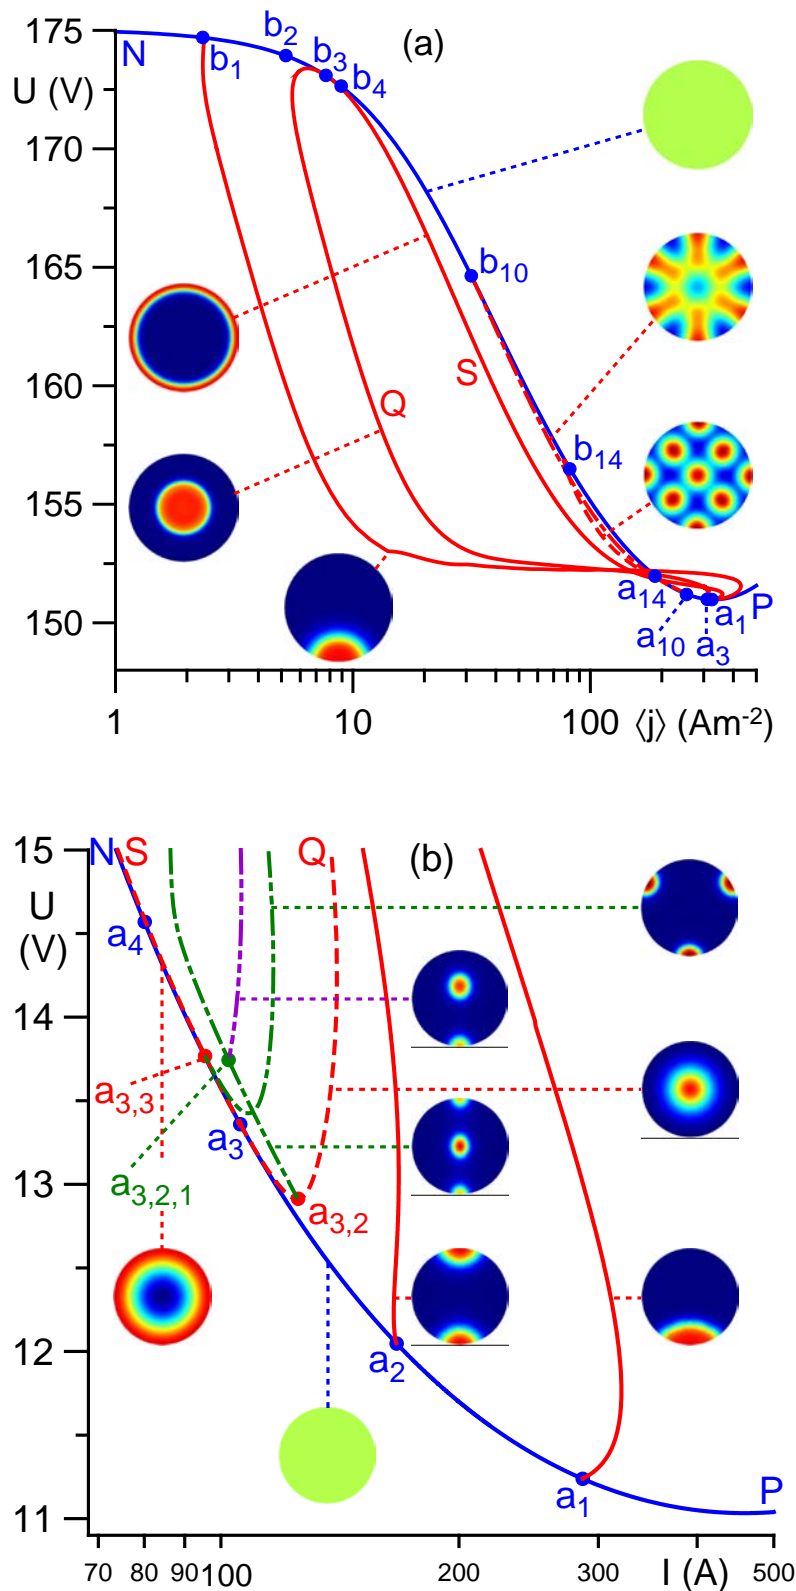 (a)
175
N
b1
b2
b3
b4
U (V)
170
165
b10
160
S
Q
b14
155
a14
a1
P
a10
a3
150
1
10
100
⟨j⟩ (Am-2)
(b)
15
N
S
Q
U
(V)
a4
14
a3,3
a3
a3,2,1
13
a3,2
12
a2
a1
P
11
70
80
90
100
200
300
I (A)
500